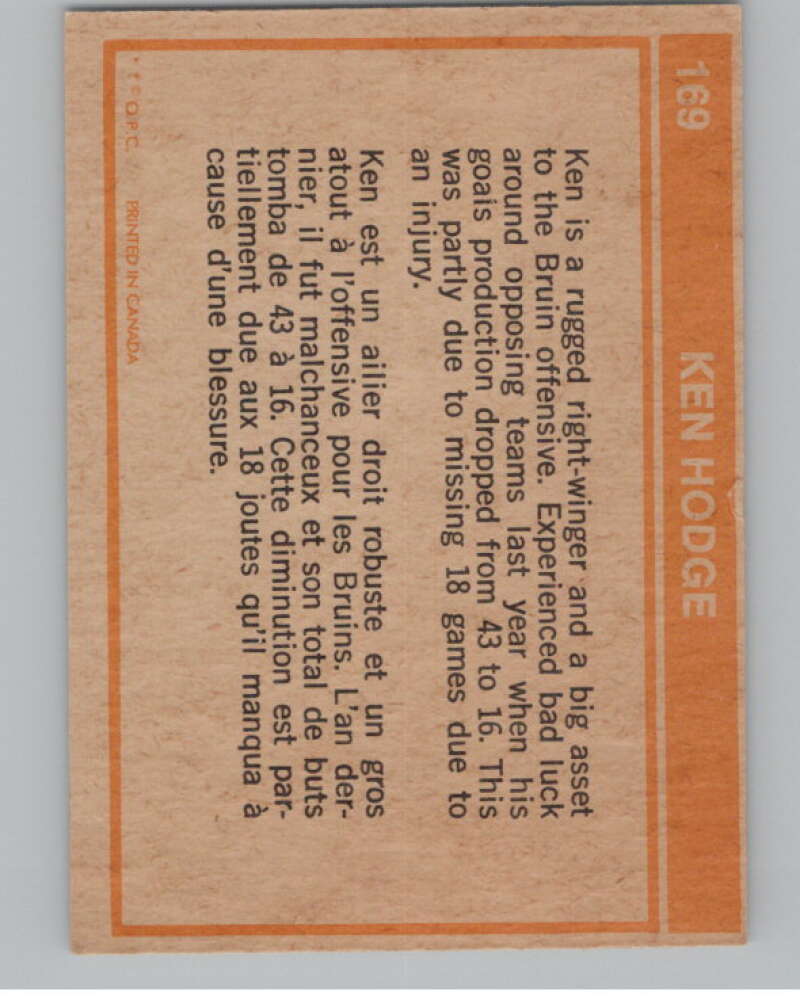 169 KEN HODGE
Ken is a rugged right-winger and a big asset
to the Bruin offensive. Experienced bad luck
around opposing teams last year when his
goals production dropped from 43 to 16. This
was partly due to missing 18 games due to
an injury.
Ken est un ailier droit robuste et un gros
atout à l'offensive pour les Bruins. L'an der-
nier, il fut malchanceux et son total de buts
tomba de 43 à 16. Cette diminution est par-
tiellement due aux 18 joutes qu'il manqua à
cause d'une blessure.
* † © O.P.C. PRINTED IN CANADA